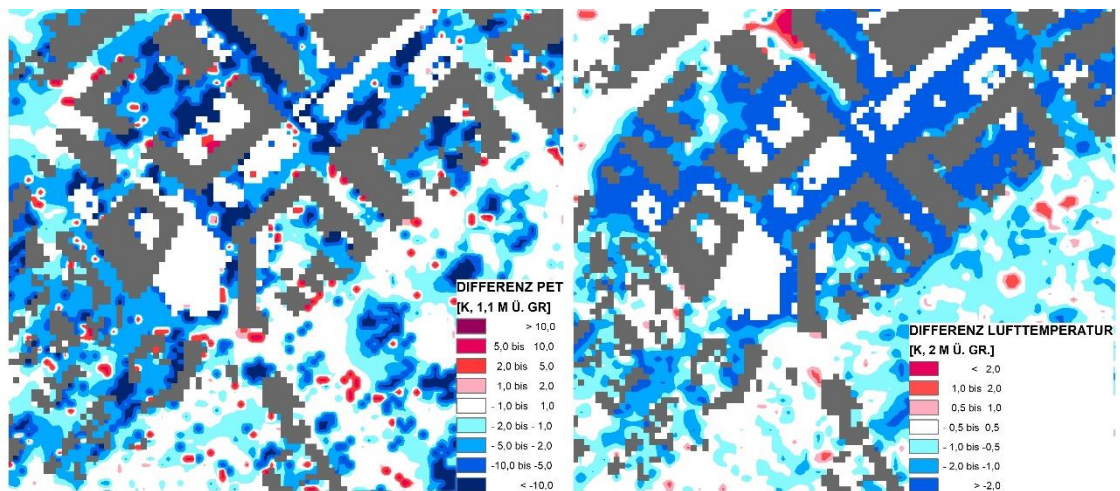 DIFFERENZ PET
[K, 1,1 M Ü. GR]
> 10,0
5,0 bis 10,0
2,0 bis 5,0
1,0 bis 2,0
- 1,0 bis 1,0
- 2,0 bis - 1,0
-5,0 bis -2,0
-10,0 bis -5,0
< -10,0
DIFFERENZ LUFTTEMPERATUR
[K, 2 M Ü. GR.]
< 2,0
1,0 bis 2,0
0,5 bis 1,0
- 0,5 bis 0,5
- 1,0 bis -0,5
- 2,0 bis -1,0
> -2,0